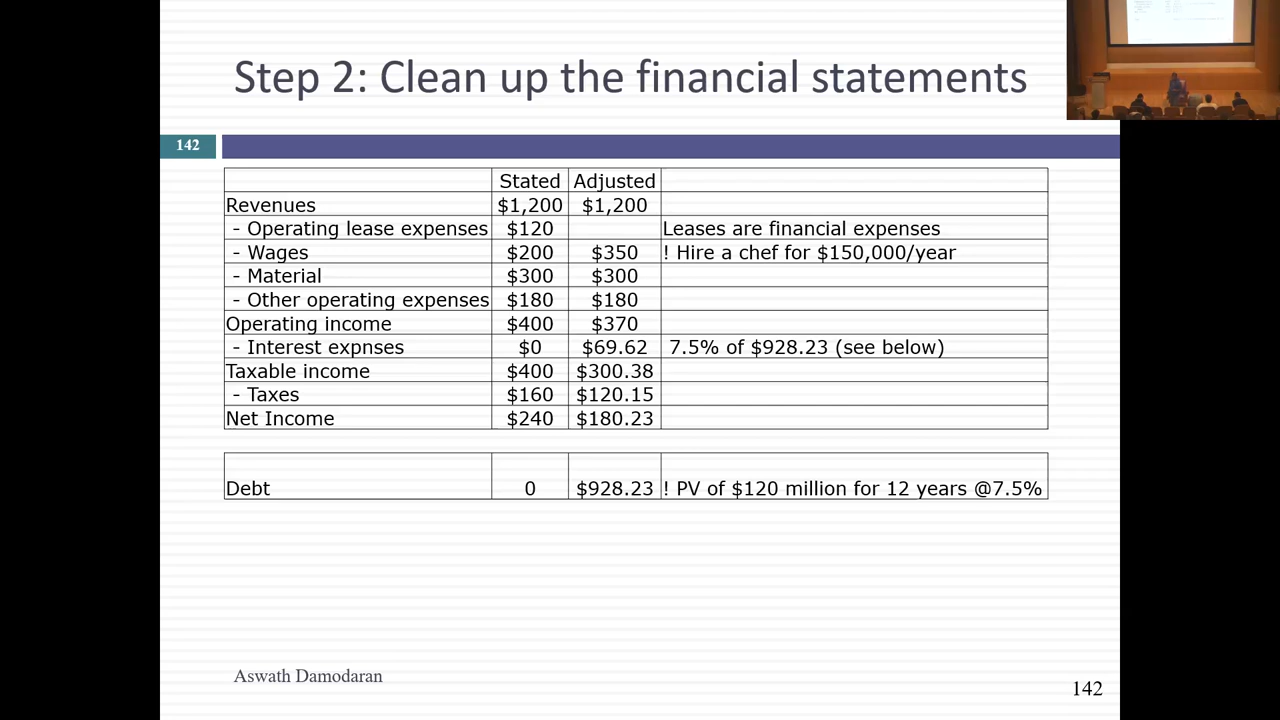 Step 2: Clean up the financial statements
142
Stated Adjusted
Revenues $1,200 $1,200
- Operating lease expenses $120 Leases are financial expenses
- Wages $200 $350 ! Hire a chef for $150,000/year
- Material $300 $300
- Other operating expenses $180 $180
Operating income $400 $370
- Interest expnses $0 $69.62 7.5% of $928.23 (see below)
Taxable income $400 $300.38
- Taxes $160 $120.15
Net Income $240 $180.23
Debt 0 $928.23 ! PV of $120 million for 12 years @7.5%
Aswath Damodaran
142